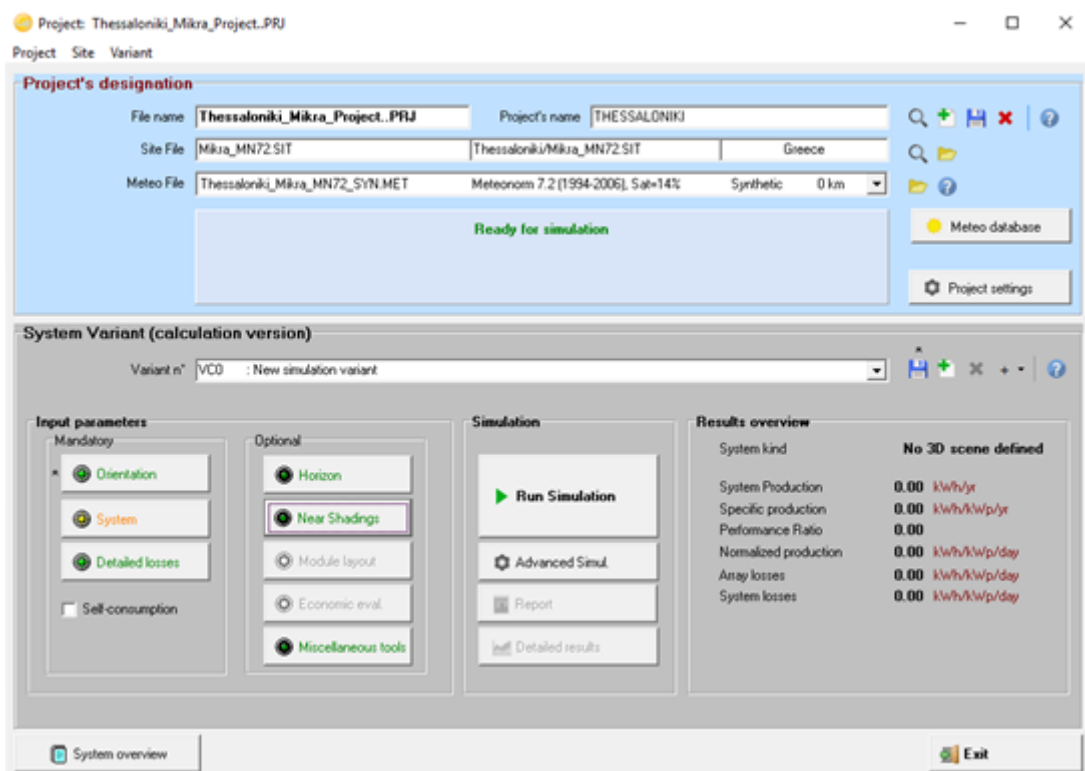 Project: Thessaloniki_Mikra_Project..PRJ
Project Site Variant
Project's designation
File name Thessaloniki_Mikra_Project..PRJ Project's name THESSALONIKI
Site File Mikra_MN72.SIT Thessaloniki/Mikra_MN72.SIT Greece
Meteo File Thessaloniki_Mikra_MN72_SYN.MET Meteonorm 7.2 (1994-2006), Sat=14% Synthetic 0 km
Ready for simulation
Meteo database
Project settings
System Variant (calculation version)
Variant n° VC0 : New simulation variant
Input parameters
Mandatory
Orientation
System
Detailed losses
Self-consumption
Optional
Horizon
Near Shadings
Module layout
Economic eval.
Miscellaneous tools
Simulation
Run Simulation
Advanced Simul.
Report
Detailed results
Results overview
System kind No 3D scene defined
System Production 0.00 kWh/yr
Specific production 0.00 kWh/kWp/yr
Performance Ratio 0.00
Normalized production 0.00 kWh/kWp/day
Array losses 0.00 kWh/kWp/day
System losses 0.00 kWh/kWp/day
System overview
Exit